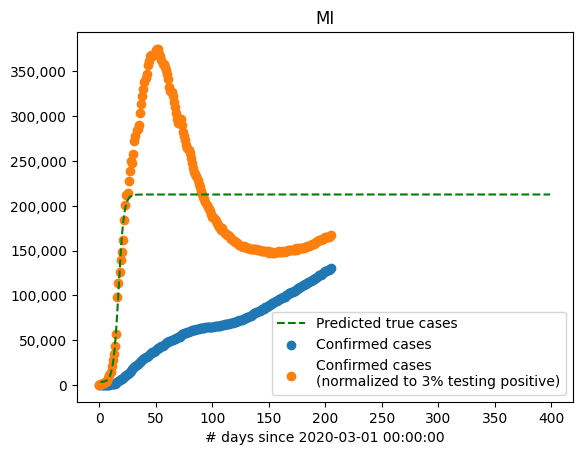 MI
350,000
300,000
250,000
200,000
150,000
100,000
50,000
0
Predicted true cases
Confirmed cases
Confirmed cases
(normalized to 3% testing positive)
0 50 100 150 200 250 300 350 400
# days since 2020-03-01 00:00:00